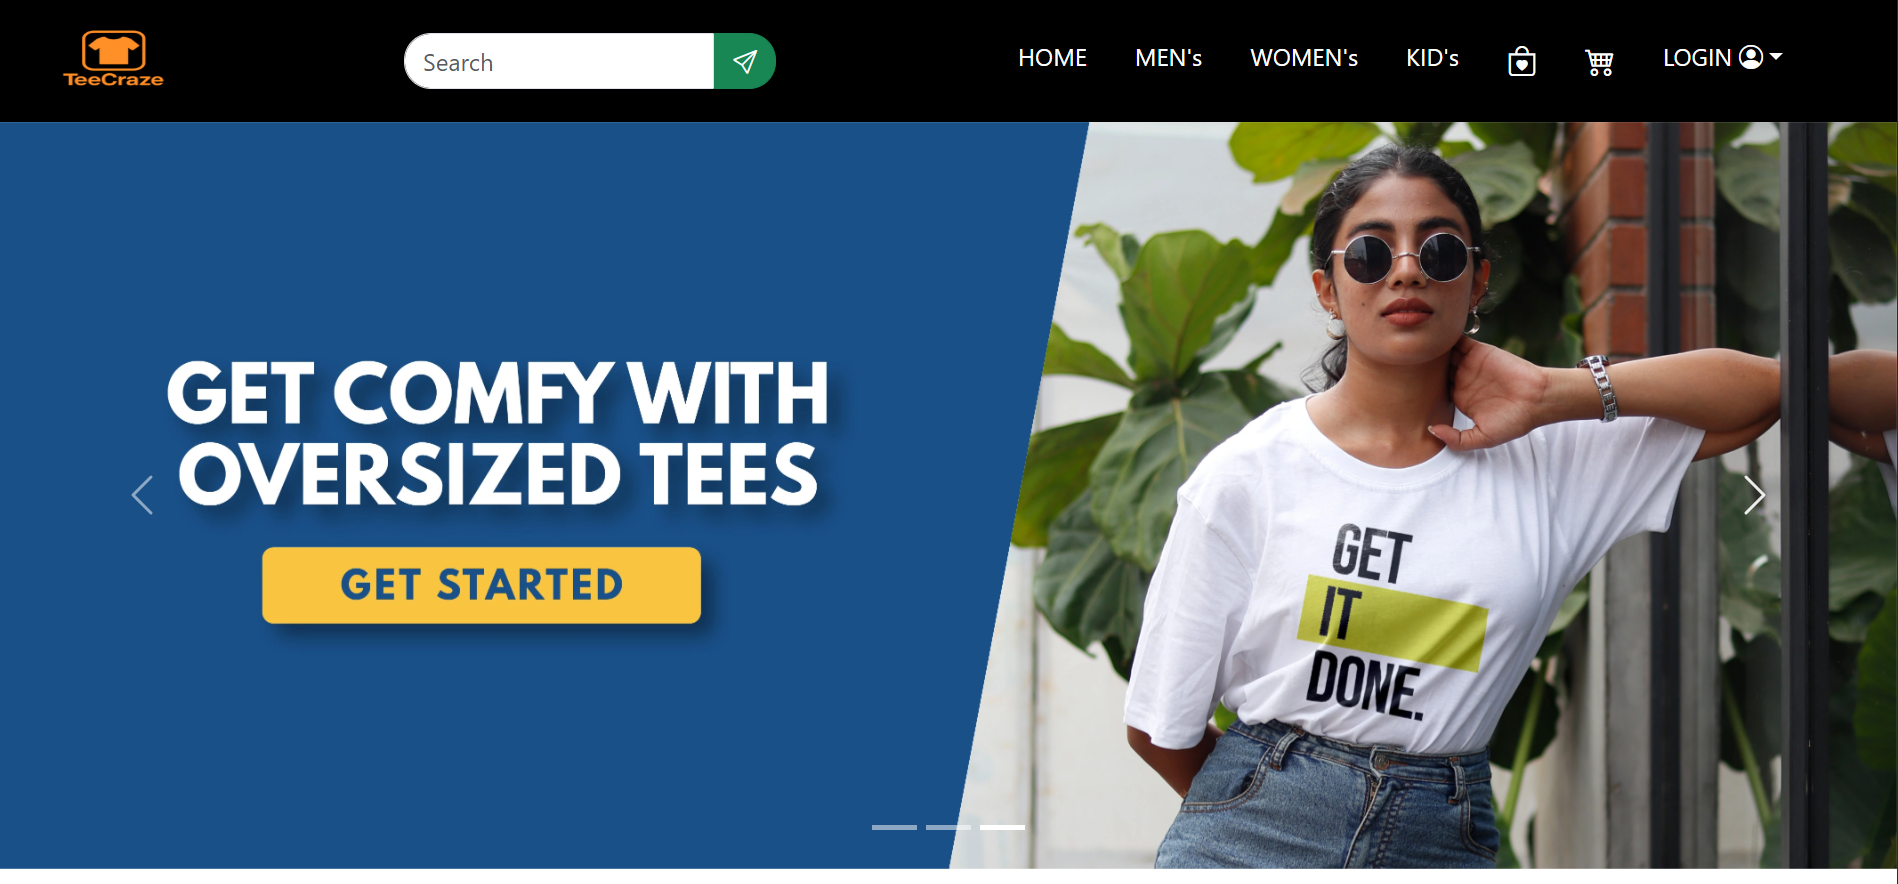 TeeCraze
Search
HOME
MEN's
WOMEN's
KID's
LOGIN
GET COMFY WITH
OVERSIZED TEES
GET STARTED
GET
IT
DONE.